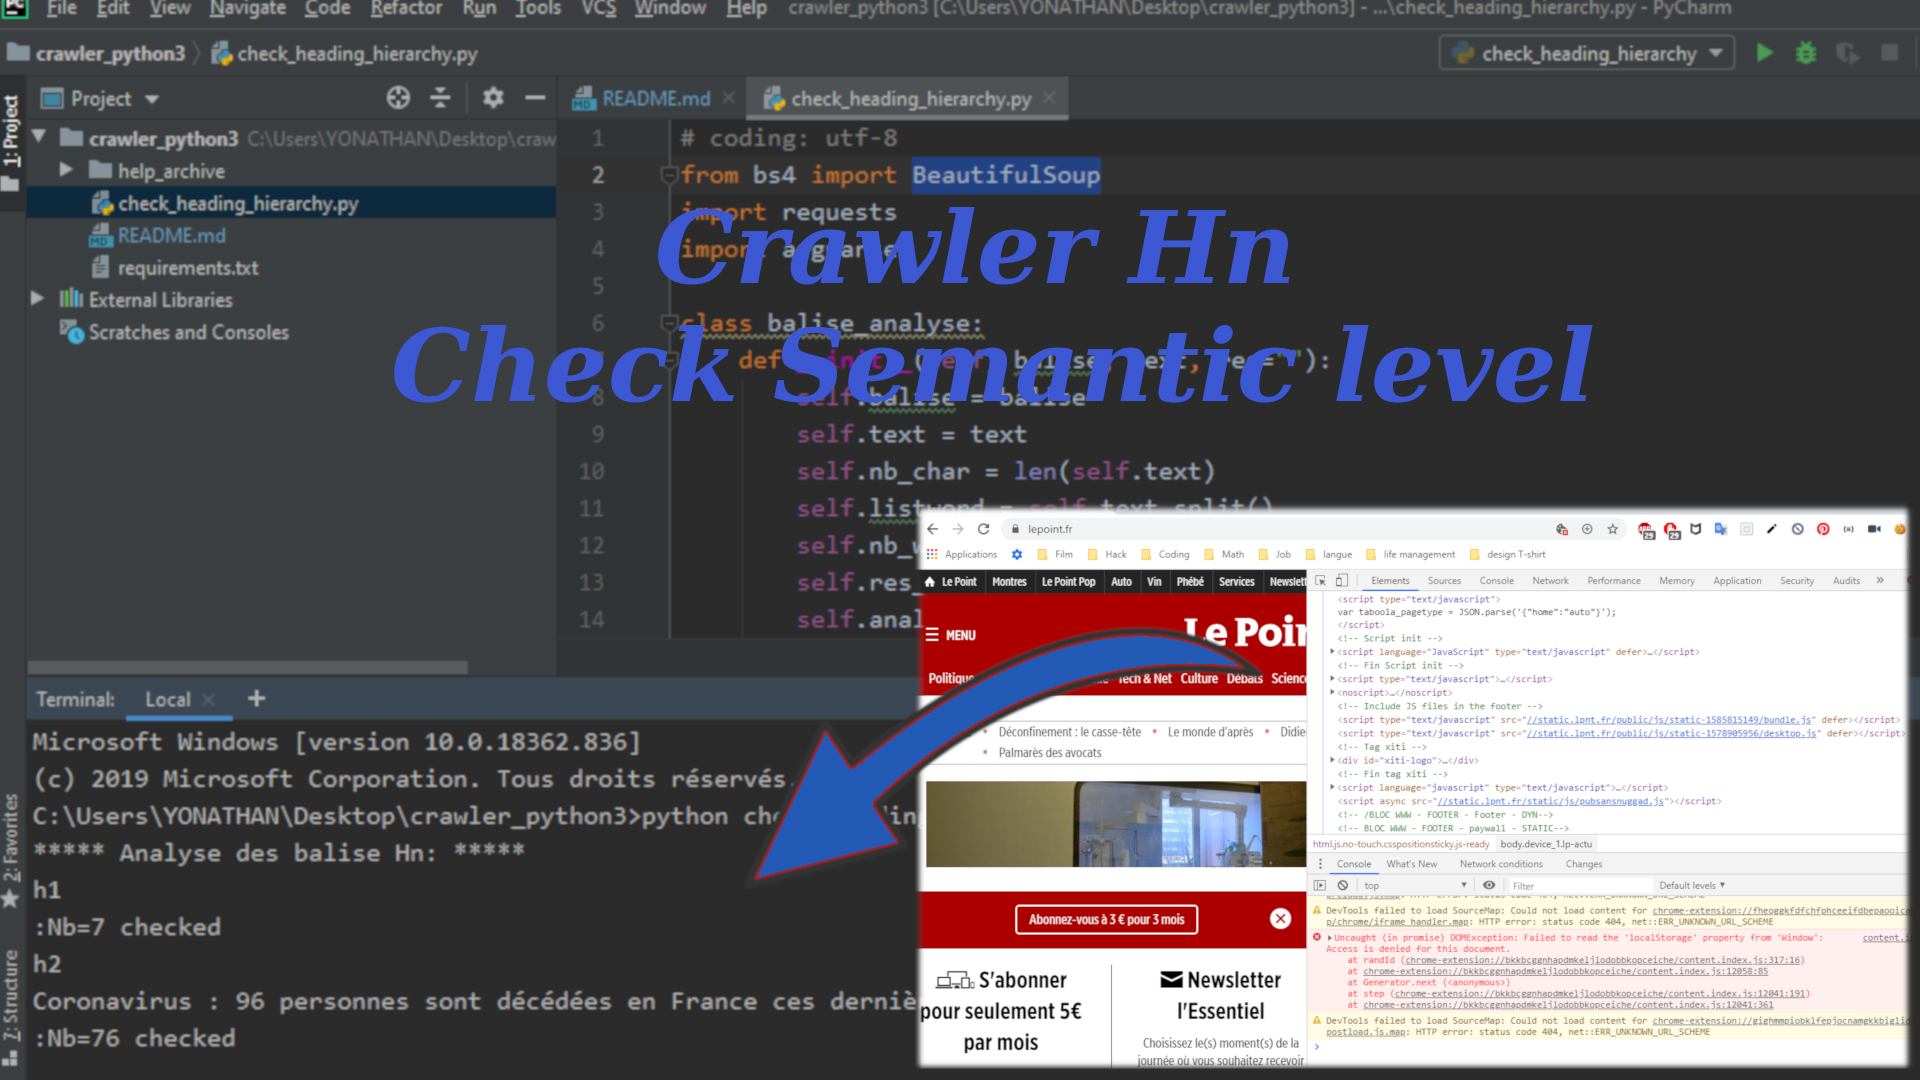 File Edit View Navigate Code Refactor Run Tools VCS Window Help crawler_python3 [C:\Users\YONATHAN\Desktop\crawler_python3] - ...\check_heading_hierarchy.py - PyCharm
crawler_python3 check_heading_hierarchy.py
check_heading_hierarchy
1: Project
Project
README.md
check_heading_hierarchy.py
crawler_python3 C:\Users\YONATHAN\Desktop\craw
help_archive
check_heading_hierarchy.py
README.md
requirements.txt
External Libraries
Scratches and Consoles
1 # coding: utf-8
2 from bs4 import BeautifulSoup
3 import requests
4 import
5
6 class balise_analyse:
def
8 self.balise = balise
9 self.text = text
10 self.nb_char = len(self.text)
11 self.listword = self.text.split()
12
13
14
Crawler Hn
Check Semantic level
Terminal: Local +
Microsoft Windows [version 10.0.18362.836]
(c) 2019 Microsoft Corporation. Tous droits réservés.
C:\Users\YONATHAN\Desktop\crawler_python3>python
***** Analyse des balise Hn: *****
h1
:Nb=7 checked
h2
Coronavirus : 96 personnes sont décédées en France ces derniè
:Nb=76 checked
2: Favorites
7: Structure
lepoint.fr
Applications Film Hack Coding Math Job langue life management design T-shirt
Le Point Montres Le Point Pop Auto Vin Phébé Services Newslett
MENU
Le Poin
Politique Tech & Net Culture Débats Science
* Déconfinement : le casse-tête * Le monde d'après * Didie
* Palmarès des avocats
Abonnez-vous à 3 € pour 3 mois
S'abonner
pour seulement 5€
par mois
Newsletter
l'Essentiel
Choisissez le(s) moment(s) de la
journée où vous souhaitez recevoir
Elements Sources Console Network Performance Memory Application Security Audits »
<script type="text/javascript">
var taboola_pagetype = JSON.parse('{"home":"auto"}');
</script>
<!-- Script init -->
<script language="JavaScript" type="text/javascript" defer>…</script>
<!-- Fin Script init -->
<script type="text/javascript">…</script>
<noscript>…</noscript>
<!-- Include JS files in the footer -->
<script type="text/javascript" src="//static.lpnt.fr/public/js/static-1585815149/bundle.js" defer></script>
<script type="text/javascript" src="//static.lpnt.fr/public/js/static-1578905956/desktop.js" defer></script>
<!-- Tag xiti -->
<div id="xiti-logo">…</div>
<!-- Fin tag xiti -->
<script language="javascript" type="text/javascript">…</script>
<script async src="//static.lpnt.fr/static/js/pubsansnuggad.js"></script>
<!-- /BLOC WWW - FOOTER - Footer - DYN-->
<!-- BLOC WWW - FOOTER - paywall - STATIC-->
html.js.no-touch.csspositionsticky.js-ready body.device_1.lp-actu
Console What's New Network conditions Changes
top Filter Default levels
DevTools failed to load SourceMap: Could not load content for chrome-extension://fheoggkfdfchfphceeifdbepaooica
p/chrome/iframe_handler.map: HTTP error: status code 404, net::ERR_UNKNOWN_URL_SCHEME
Uncaught (in promise) DOMException: Failed to read the 'localStorage' property from 'Window': content.i
Access is denied for this document.
at randId (chrome-extension://bkkbcggnhapdmkeljlodobbkopceiche/content.index.js:317:16)
at chrome-extension://bkkbcggnhapdmkeljlodobbkopceiche/content.index.js:12058:85
at Generator.next (<anonymous>)
at step (chrome-extension://bkkbcggnhapdmkeljlodobbkopceiche/content.index.js:12041:191)
at chrome-extension://bkkbcggnhapdmkeljlodobbkopceiche/content.index.js:12041:361
DevTools failed to load SourceMap: Could not load content for chrome-extension://gighmmpiobklfepjocnamgkkbiglid
postload.js.map: HTTP error: status code 404, net::ERR_UNKNOWN_URL_SCHEME